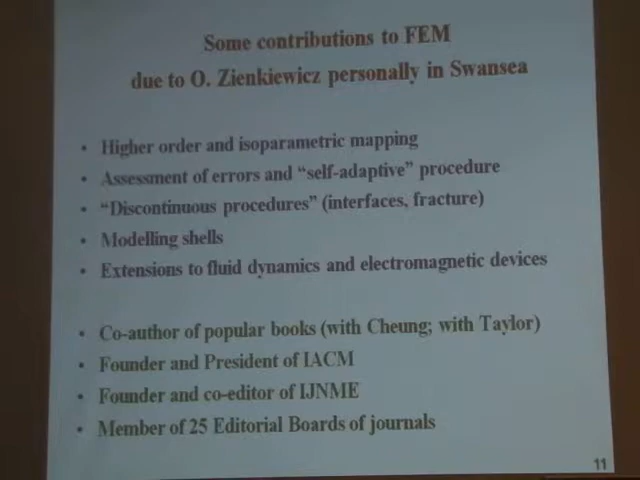 Some contributions to FEM
due to O. Zienkiewicz personally in Swansea
• Higher order and isoparametric mapping
• Assessment of errors and “self-adaptive” procedure
• “Discontinuous procedures” (interfaces, fracture)
• Modelling shells
• Extensions to fluid dynamics and electromagnetic devices
• Co-author of popular books (with Cheung; with Taylor)
• Founder and President of IACM
• Founder and co-editor of IJNME
• Member of 25 Editorial Boards of journals
11